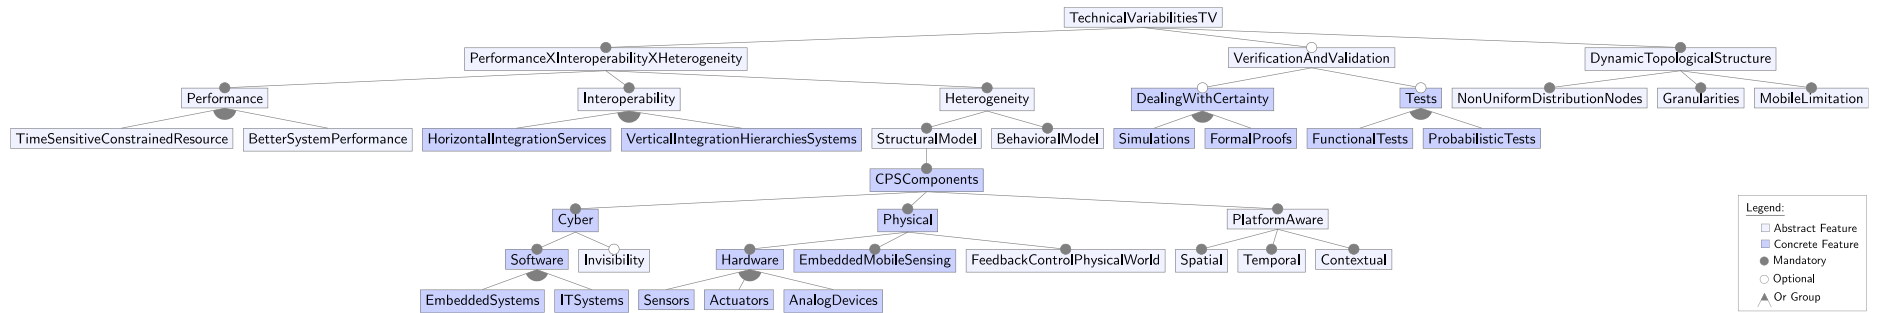 TechnicalVariabilitiesTV
PerformanceXInteroperabilityXHeterogeneity
VerificationAndValidation
DynamicTopologicalStructure
Performance
Interoperability
Heterogeneity
DealingWithCertainty
Tests
NonUniformDistributionNodes
Granularities
MobileLimitation
TimeSensitiveConstrainedResource
BetterSystemPerformance
HorizontalIntegrationServices
VerticalIntegrationHierarchiesSystems
StructuralModel
BehavioralModel
Simulations
FormalProofs
FunctionalTests
ProbabilisticTests
CPSComponents
Cyber
Physical
PlatformAware
Software
Invisibility
Hardware
EmbeddedMobileSensing
FeedbackControlPhysicalWorld
Spatial
Temporal
Contextual
EmbeddedSystems
ITSystems
Sensors
Actuators
AnalogDevices
Legend:
Abstract Feature
Concrete Feature
Mandatory
Optional
Or Group